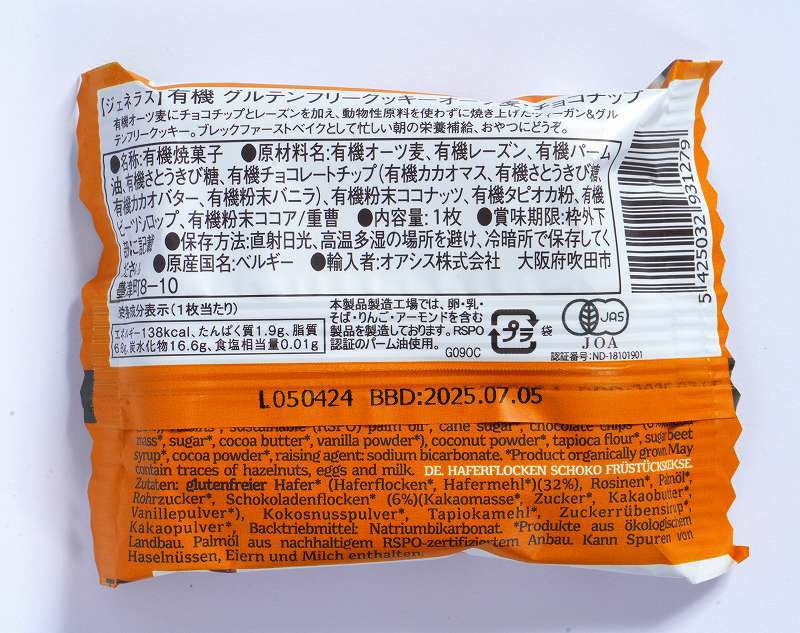 【ジェネラス】有機 グルテンフリークッキー オーツ麦・チョコチップ
有機オーツ麦にチョコチップとレーズンを加え、動物性原料を使わずに焼き上げたヴィーガン&グル
テンフリークッキー。ブレックファーストベイクとして忙しい朝の栄養補給、おやつにどうぞ。
●名称:有機焼菓子 ●原材料名:有機オーツ麦、有機レーズン、有機パーム
油、有機さとうきび糖、有機チョコレートチップ(有機カカオマス、有機さとうきび糖、
有機カカオバター、有機粉末バニラ)、有機粉末ココナッツ、有機タピオカ粉、有機
ビーツシロップ、有機粉末ココア/重曹 ●内容量:1枚 ●賞味期限:枠外下
部に記載
●保存方法:直射日光、高温多湿の場所を避け、冷暗所で保存してく
ださい
●原産国名:ベルギー ●輸入者:オアシス株式会社 大阪府吹田市
豊津町8-10
栄養成分表示(1枚当たり)
エネルギー138kcal、たんぱく質1.9g、脂質
6.8g、炭水化物16.6g、食塩相当量0.01g
本製品製造工場では、卵・乳・
そば・りんご・アーモンドを含む
製品を製造しております。RSPO
認証のパーム油使用。
G090C
プラ
袋
JAS
JOA
認証番号:ND-18101901
5 425032 931279
L050424 BBD:2025.07.05
sustainable (RSPO) palm oil*, cane sugar*, chocolate chips*
mass*, sugar*, cocoa butter*, vanilla powder*), coconut powder*, tapioca flour*, sugar beet
syrup*, cocoa powder*, raising agent: sodium bicarbonate. *Product organically grown. May
contain traces of hazelnuts, eggs and milk. DE. HAFERFLOCKEN SCHOKO FRÜSTÜCKSKEKSE.
Zutaten: glutenfreier Hafer* (Haferflocken*, Hafermehl*)(32%), Rosinen*, Palmöl*,
Rohrzucker*, Schokoladenflocken* (6%)(Kakaomasse*, Zucker*, Kakaobutter*,
Vanillepulver*), Kokosnusspulver*, Tapiokamehl*, Zuckerrübensirup*,
Kakaopulver*, Backtriebmittel: Natriumbikarbonat. *Produkte aus ökologischem
Landbau. Palmöl aus nachhaltigem RSPO-zertifiziertem Anbau. Kann Spuren von
Haselnüssen, Eiern und Milch enthalten.